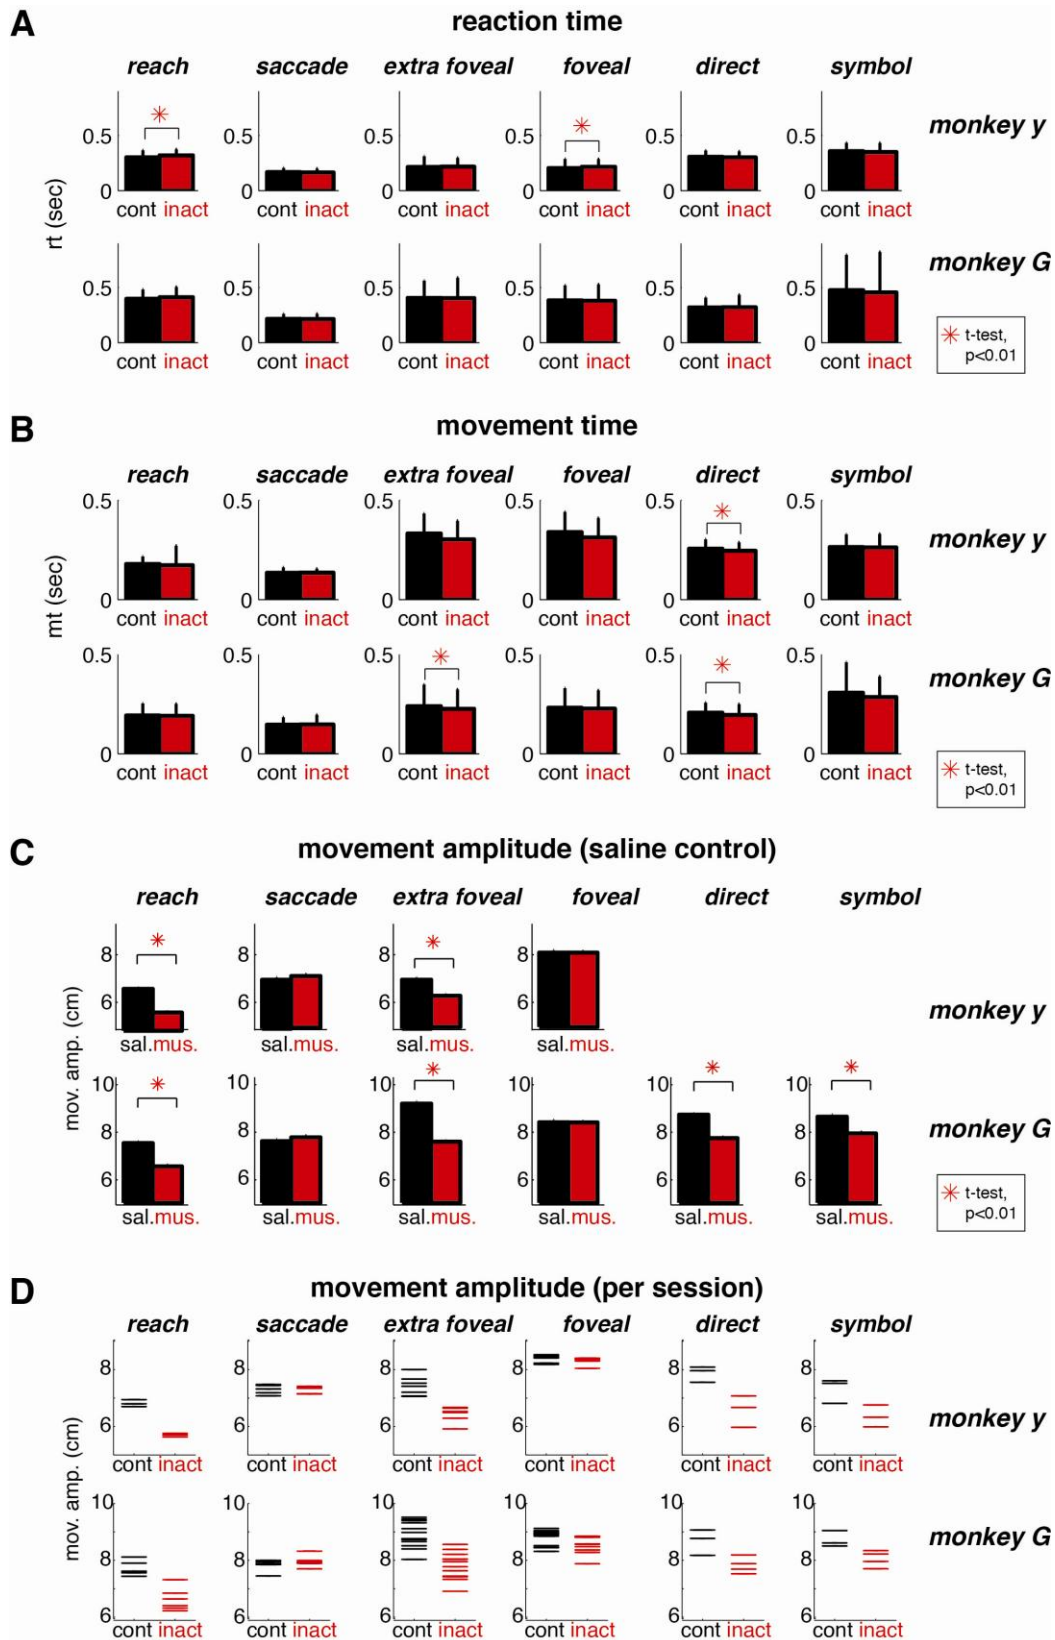 A
reaction time
reach saccade extra foveal foveal direct symbol
rt (sec)
0.5 0.5 0.5 0.5 0.5 0.5
0 0 0 0 0 0
cont inact cont inact cont inact cont inact cont inact cont inact
monkey y
0.5 0.5 0.5 0.5 0.5 0.5
0 0 0 0 0 0
cont inact cont inact cont inact cont inact cont inact cont inact
monkey G
t-test,
p<0.01
B
movement time
reach saccade extra foveal foveal direct symbol
mt (sec)
0.5 0.5 0.5 0.5 0.5 0.5
0 0 0 0 0 0
cont inact cont inact cont inact cont inact cont inact cont inact
monkey y
0.5 0.5 0.5 0.5 0.5 0.5
0 0 0 0 0 0
cont inact cont inact cont inact cont inact cont inact cont inact
monkey G
t-test,
p<0.01
C
movement amplitude (saline control)
reach saccade extra foveal foveal direct symbol
mov. amp. (cm)
8 8 8 8
6 6 6 6
sal.mus. sal.mus. sal.mus. sal.mus.
monkey y
10 10 10 10 10 10
8 8 8 8 8 8
6 6 6 6 6 6
sal.mus. sal.mus. sal.mus. sal.mus. sal.mus. sal.mus.
monkey G
t-test,
p<0.01
D
movement amplitude (per session)
reach saccade extra foveal foveal direct symbol
mov. amp. (cm)
8 8 8 8 8 8
6 6 6 6 6 6
cont inact cont inact cont inact cont inact cont inact cont inact
monkey y
10 10 10 10 10 10
8 8 8 8 8 8
6 6 6 6 6 6
cont inact cont inact cont inact cont inact cont inact cont inact
monkey G